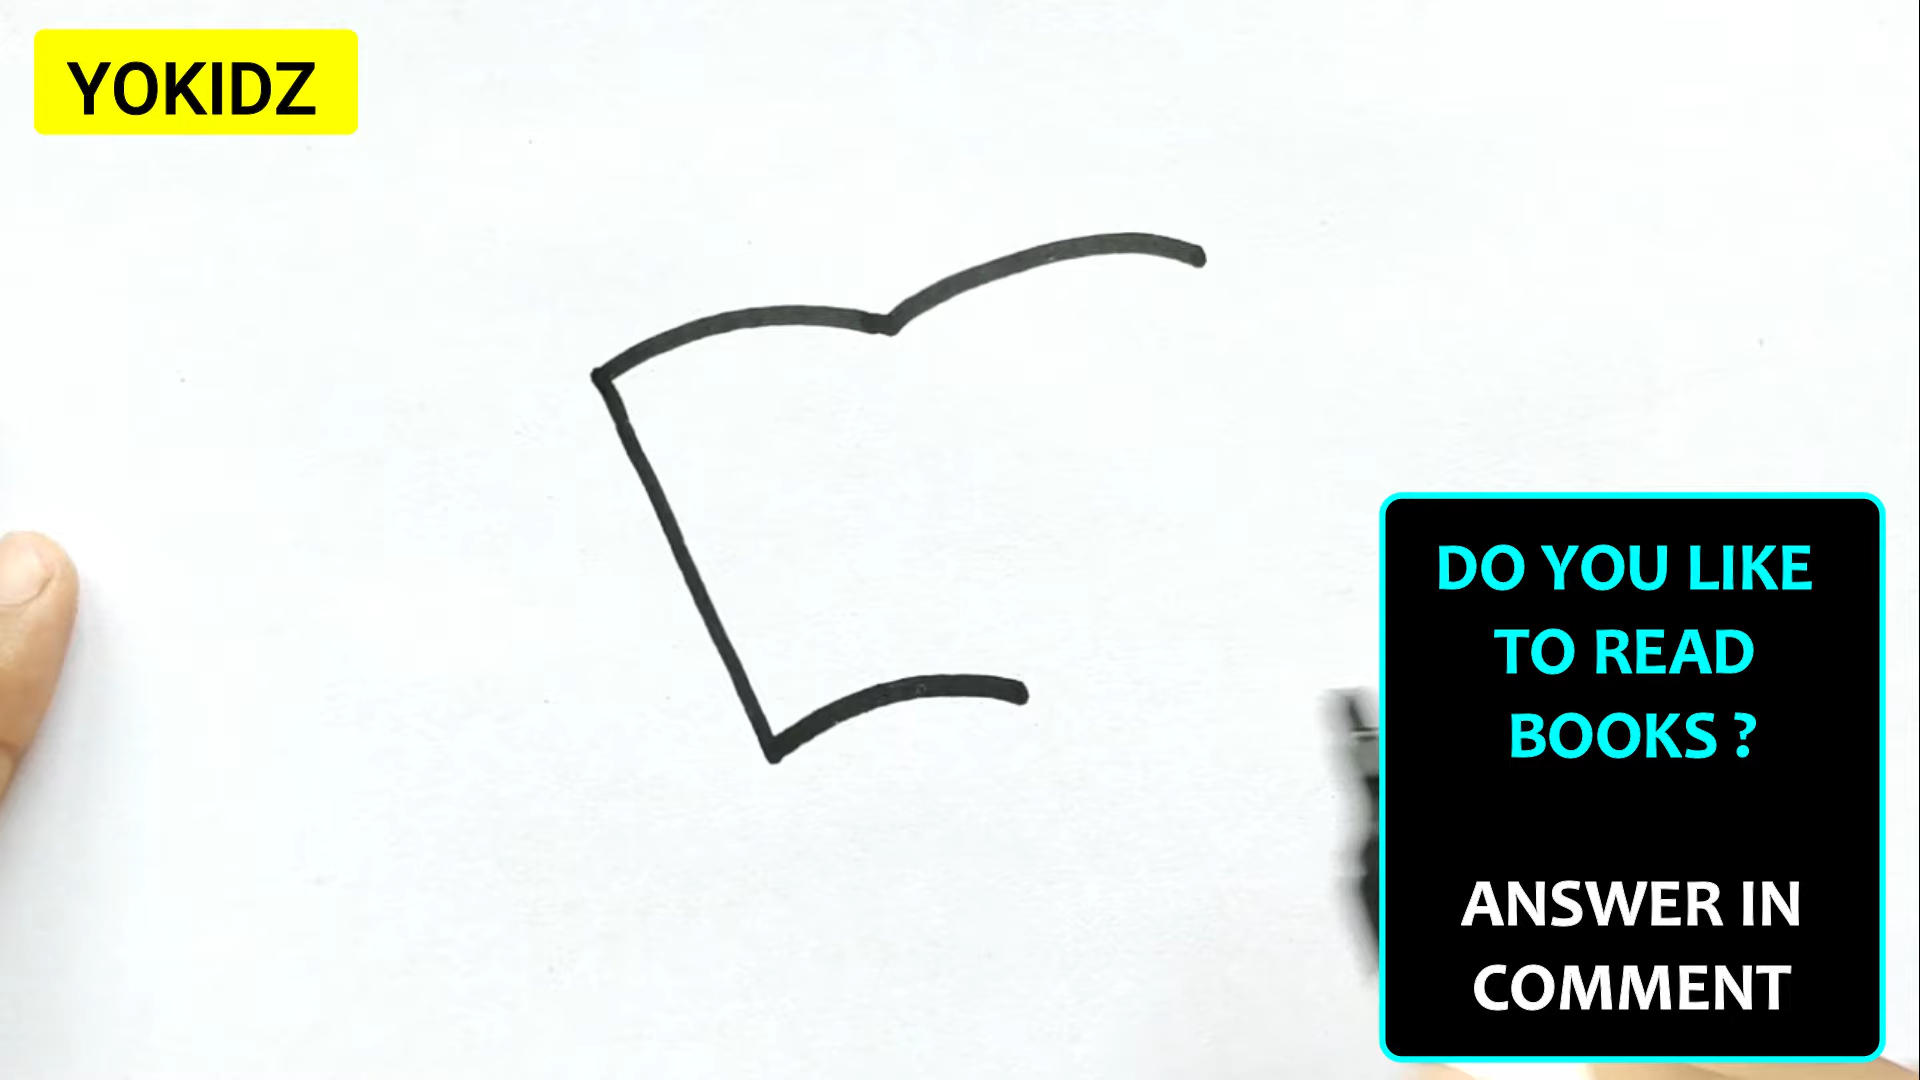 YOKIDZ
DO YOU LIKE
TO READ
BOOKS ?
ANSWER IN
COMMENT